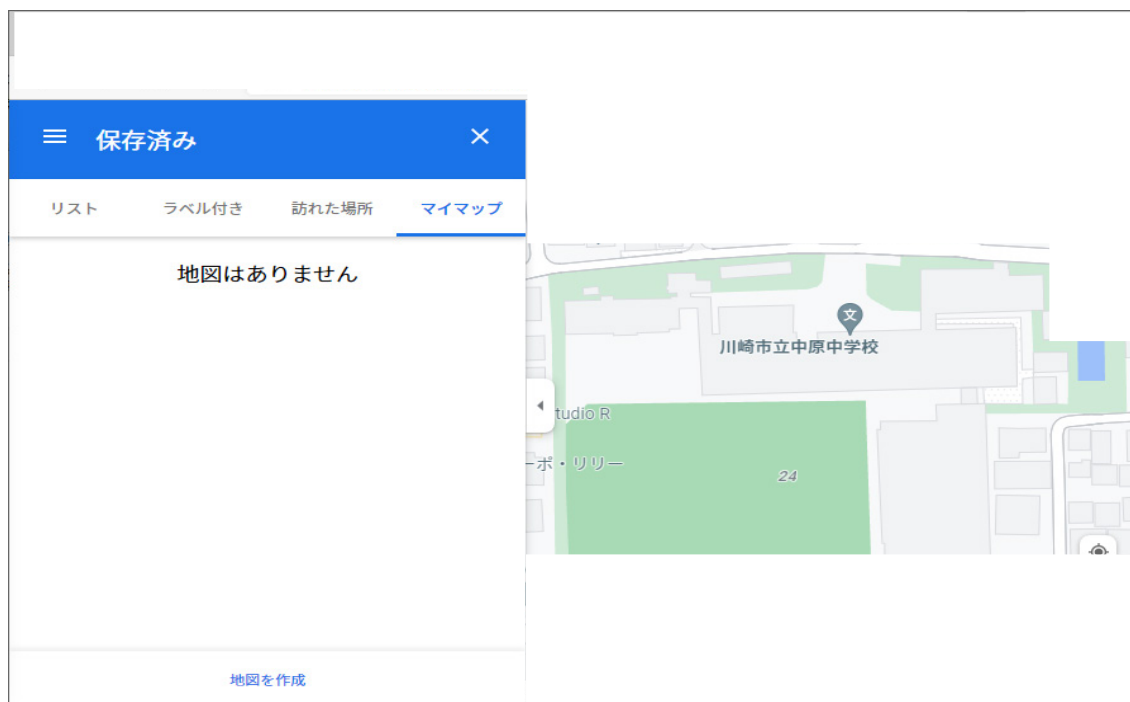 保存済み
リスト ラベル付き 訪れた場所 マイマップ
地図はありません
地図を作成
文
川崎市立中原中学校
tudio R
ーポ・リリー
24